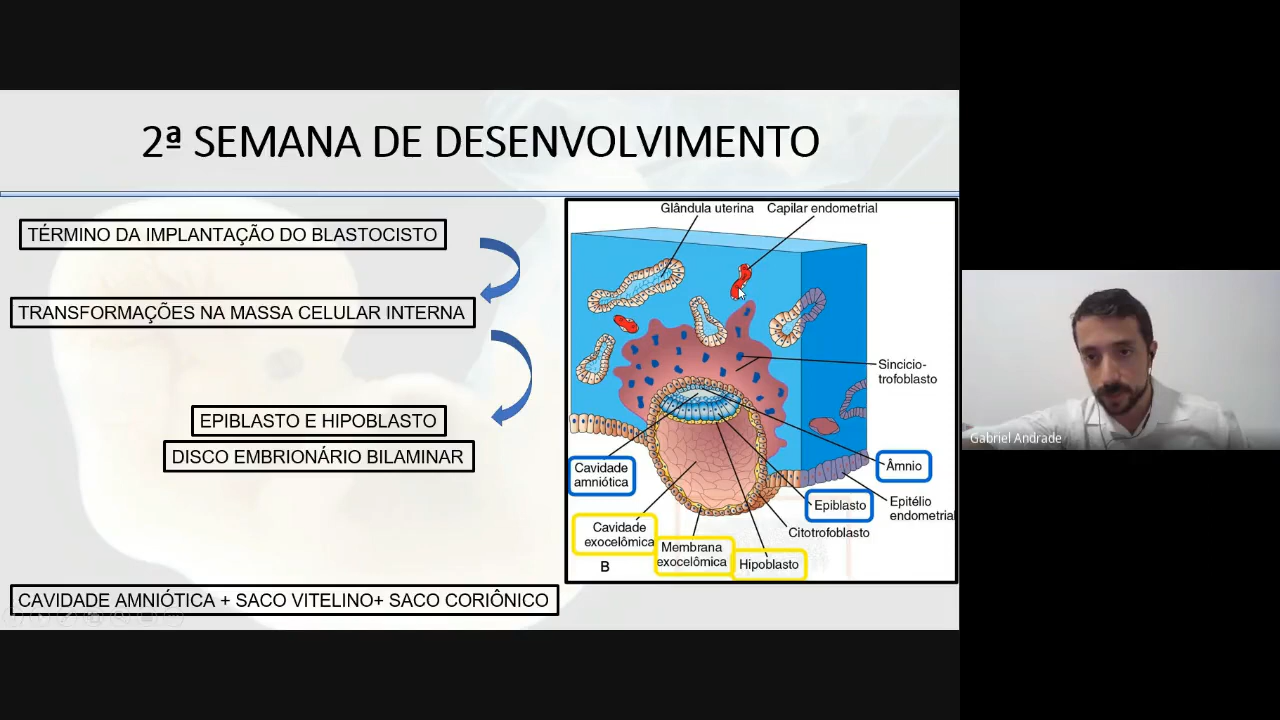 2ª SEMANA DE DESENVOLVIMENTO
TÉRMINO DA IMPLANTAÇÃO DO BLASTOCISTO
TRANSFORMAÇÕES NA MASSA CELULAR INTERNA
EPIBLASTO E HIPOBLASTO
DISCO EMBRIONÁRIO BILAMINAR
CAVIDADE AMNIÓTICA + SACO VITELINO+ SACO CORIÔNICO
Glândula uterina
Capilar endometrial
Sincicio-
trofoblasto
Cavidade
amniótica
Âmnio
Epiblasto
Epitélio
endometrial
Citotrofoblasto
Cavidade
exocelômica
Membrana
exocelômica
Hipoblasto
B
Gabriel Andrade